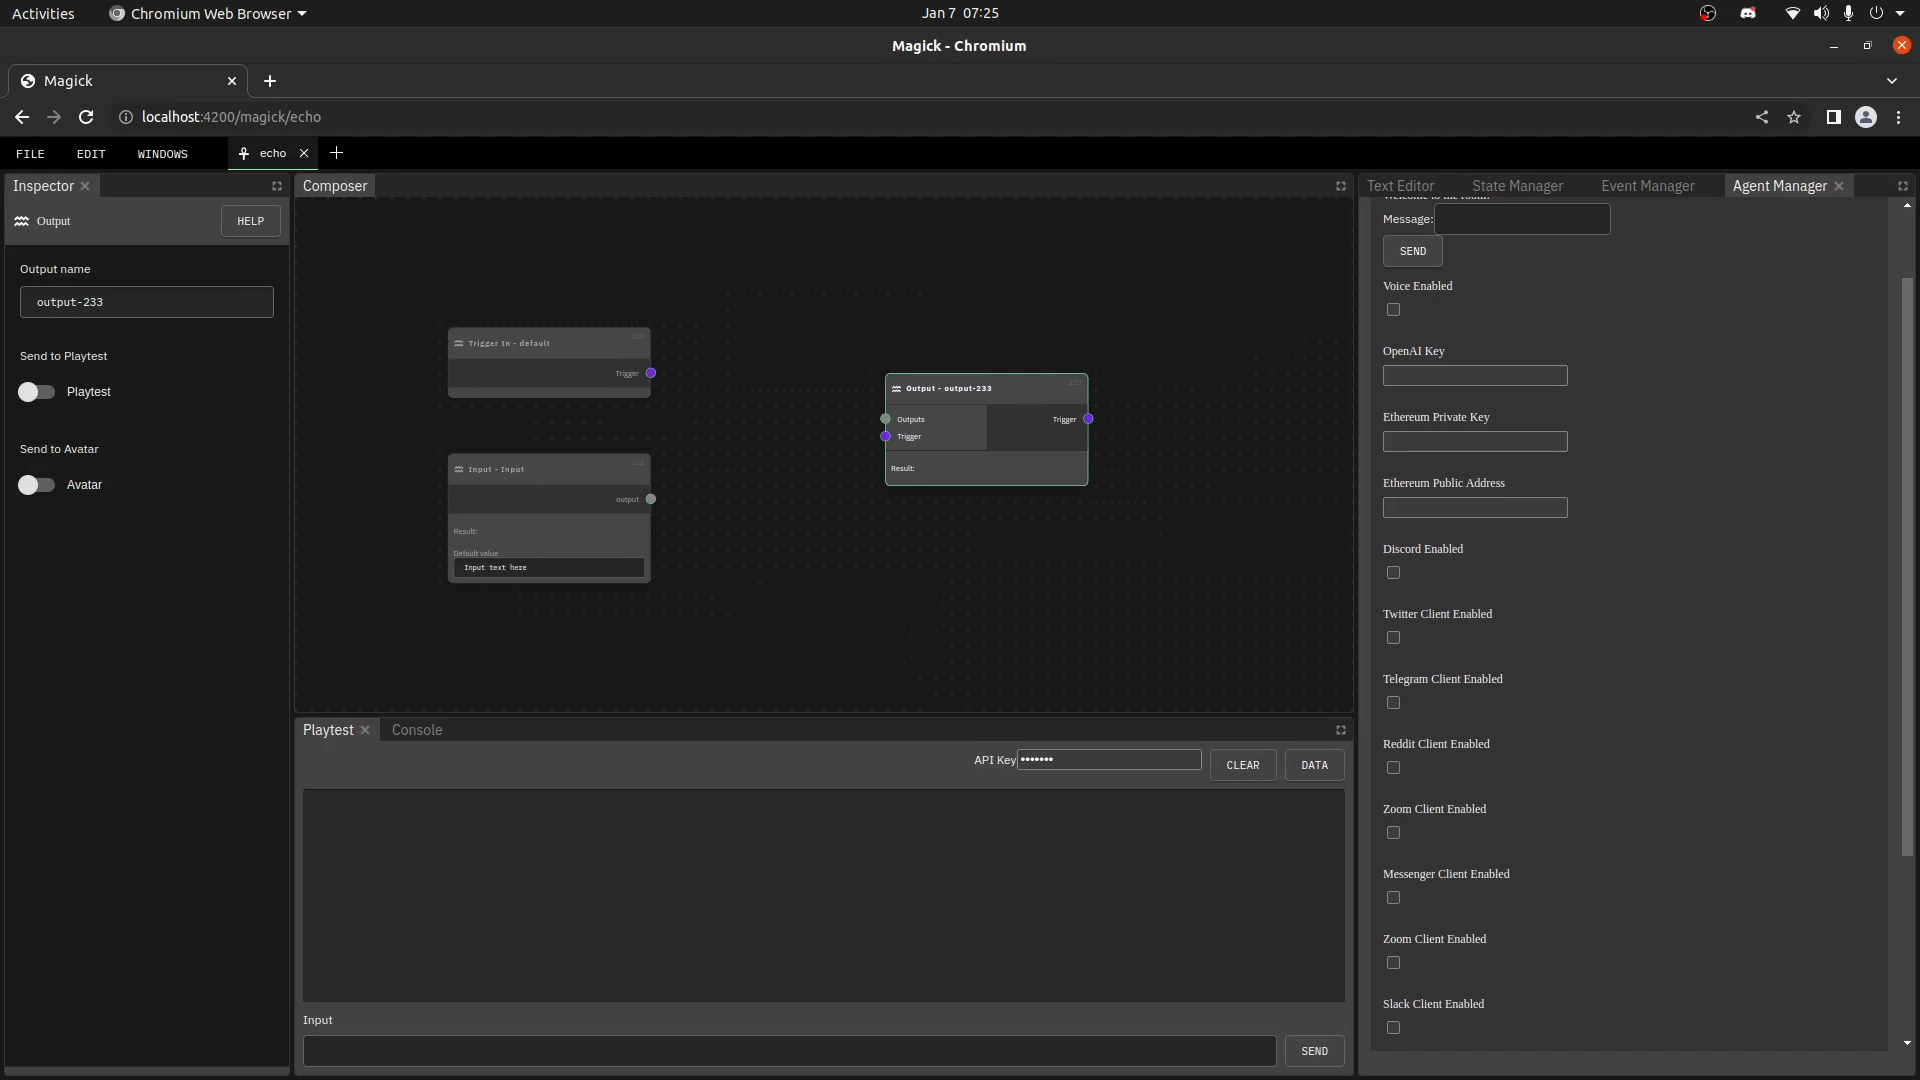 Activities
Chromium Web Browser
Jan 7 07:25
Magick - Chromium
Magick
localhost:4200/magick/echo
FILE
EDIT
WINDOWS
echo
Inspector
Output
HELP
Output name
output-233
Send to Playtest
Playtest
Send to Avatar
Avatar
Composer
Trigger In - default
Trigger
Input - Input
output
Result:
Default value
Input text here
Output - output-233
233
Outputs
Trigger
Trigger
Result:
Playtest
Console
API Key
CLEAR
DATA
Input
SEND
Text Editor
State Manager
Event Manager
Agent Manager
Welcome to the room!
Message:
SEND
Voice Enabled
OpenAI Key
Ethereum Private Key
Ethereum Public Address
Discord Enabled
Twitter Client Enabled
Telegram Client Enabled
Reddit Client Enabled
Zoom Client Enabled
Messenger Client Enabled
Zoom Client Enabled
Slack Client Enabled